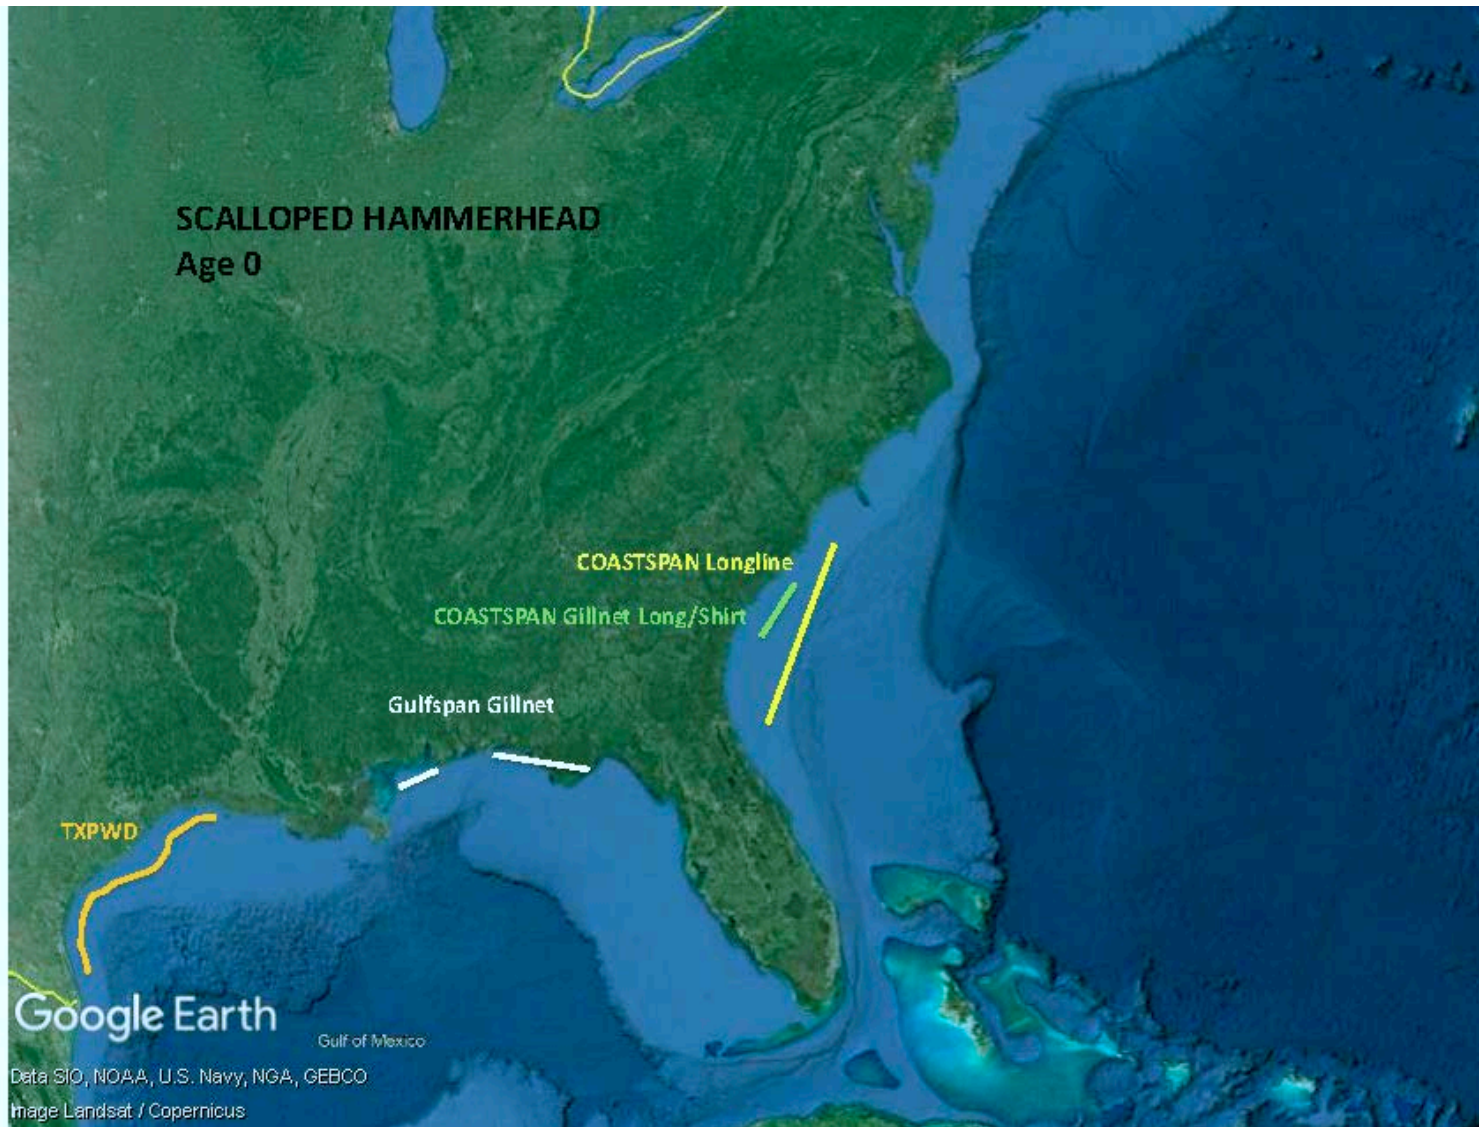 SCALLOPED HAMMERHEAD
Age 0
COASTSPAN Longline
COASTSPAN Gillnet Long/Shirt
Gulfspan Gillnet
TXPWD
Google Earth
Gulf of Mexico
Data SIO, NOAA, U.S. Navy, NGA, GEBCO
Image Landsat / Copernicus